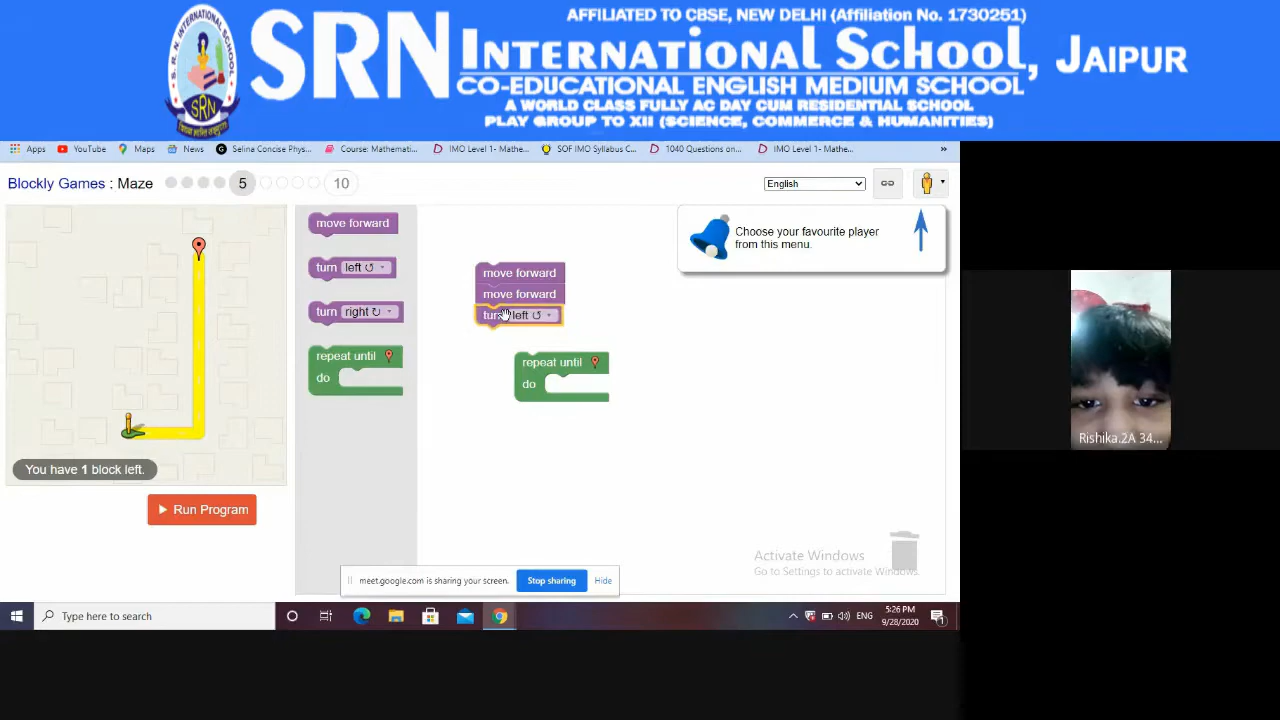 AFFILIATED TO CBSE, NEW DELHI (Affiliation No. 1730251)
SRN INTERNATIONAL SCHOOL, JAIPUR
CO-EDUCATIONAL ENGLISH MEDIUM SCHOOL
A WORLD CLASS FULLY AC DAY CUM RESIDENTIAL SCHOOL
PLAY GROUP TO XII (SCIENCE, COMMERCE & HUMANITIES)
SRN
Apps YouTube Maps News Selina Concise Phys... Course: Mathemati... IMO Level 1- Mathe... SOF IMO Syllabus C... 1040 Questions on... IMO Level 1- Mathe... »
Blockly Games : Maze 5 10 English
move forward
turn left ↺
turn right ↻
repeat until
do
move forward
move forward
turn left ↺
repeat until
do
Choose your favourite player
from this menu.
You have 1 block left.
Run Program
Activate Windows
Go to Settings to activate Windows.
meet.google.com is sharing your screen. Stop sharing Hide
Type here to search
ENG
5:26 PM
9/28/2020
1
Rishika.2A 34...